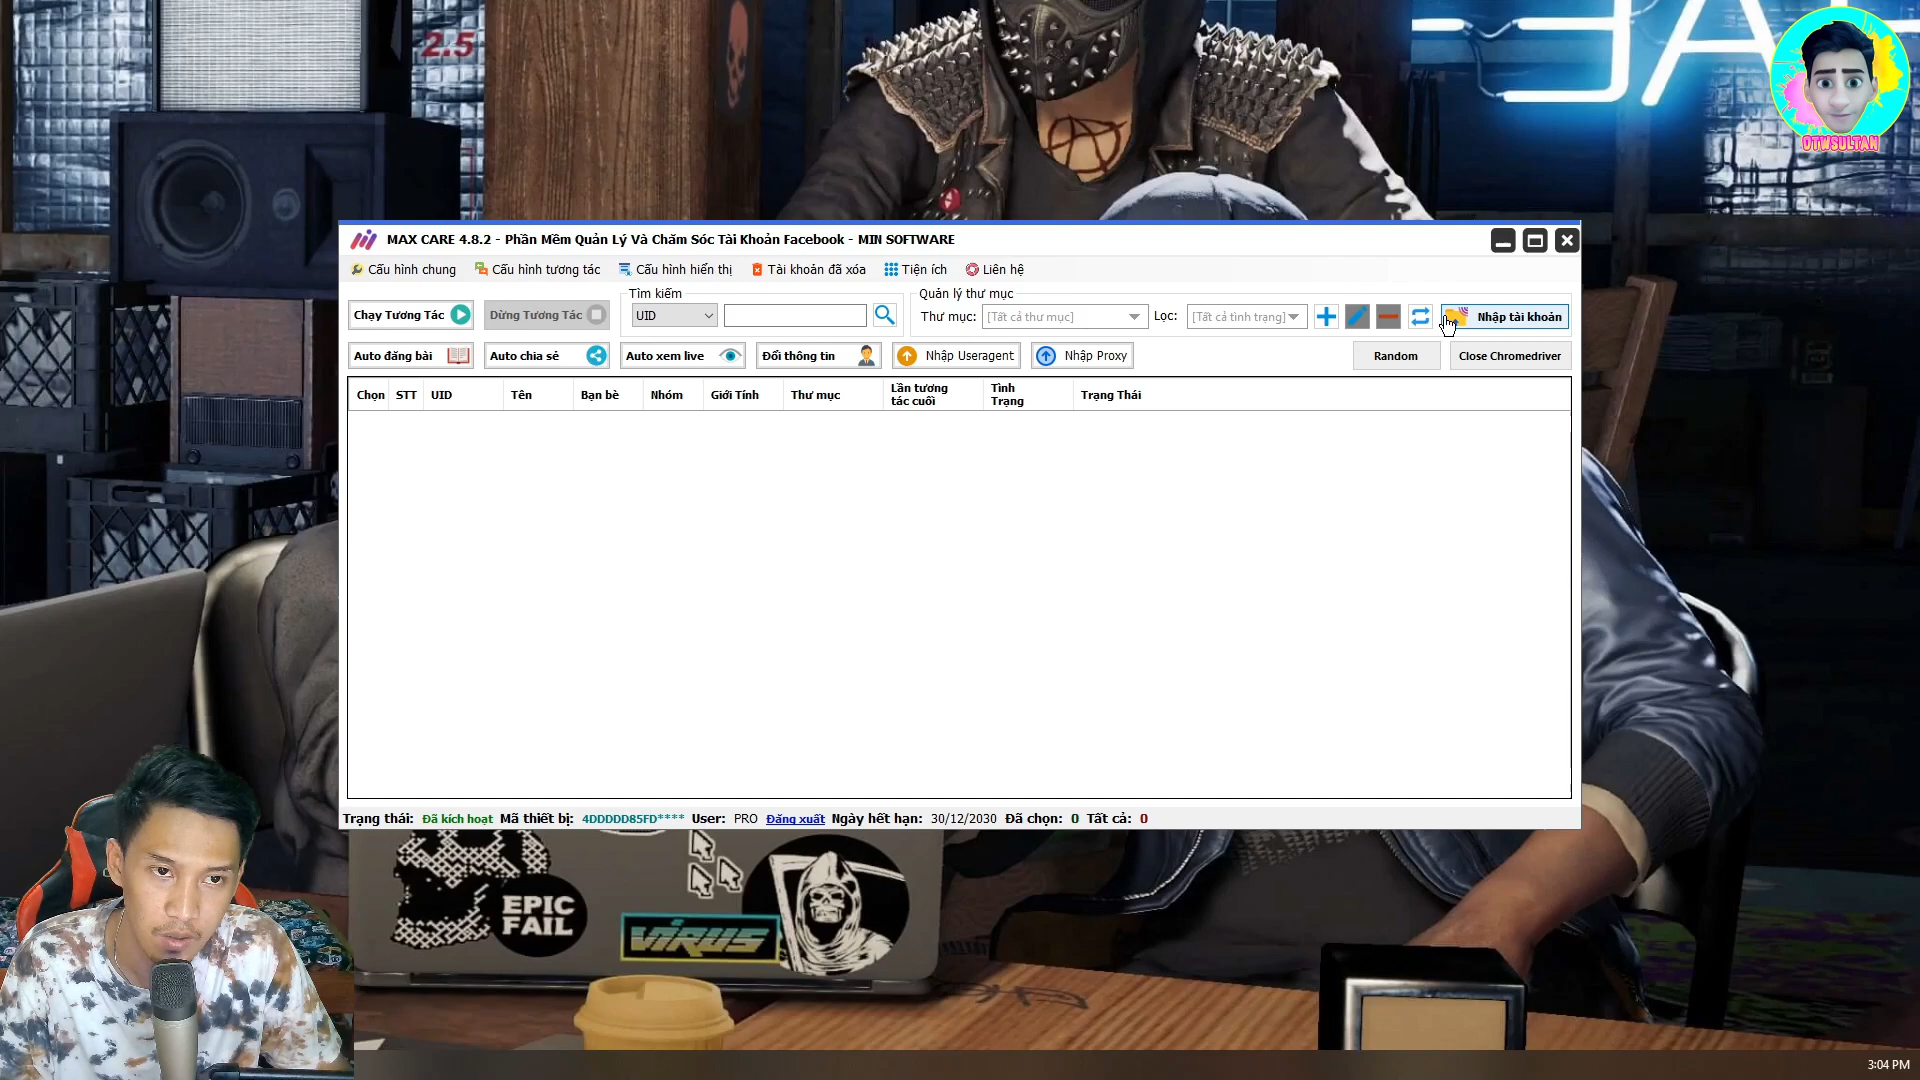 2.5
OTWSULTAN
MAX CARE 4.8.2 - Phần Mềm Quản Lý Và Chăm Sóc Tài Khoản Facebook - MIN SOFTWARE
Cấu hình chung Cấu hình tương tác Cấu hình hiển thị Tài khoản đã xóa Tiện ích Liên hệ
Tìm kiếm Quản lý thư mục
Chạy Tương Tác Dừng Tương Tác UID Thư mục: [Tất cả thư mục] Lọc: [Tất cả tình trạng] Nhập tài khoản
Auto đăng bài Auto chia sẻ Auto xem live Đổi thông tin Nhập Useragent Nhập Proxy Random Close Chromedriver
Chọn STT UID Tên Bạn bè Nhóm Giới Tính Thư mục Lần tương tác cuối Tình Trạng Trạng Thái
Trạng thái: Đã kích hoạt Mã thiết bị: 4DDDDD85FD**** User: PRO Đăng xuất Ngày hết hạn: 30/12/2030 Đã chọn: 0 Tất cả: 0
EPIC
FAIL
VIRUS
3:04 PM